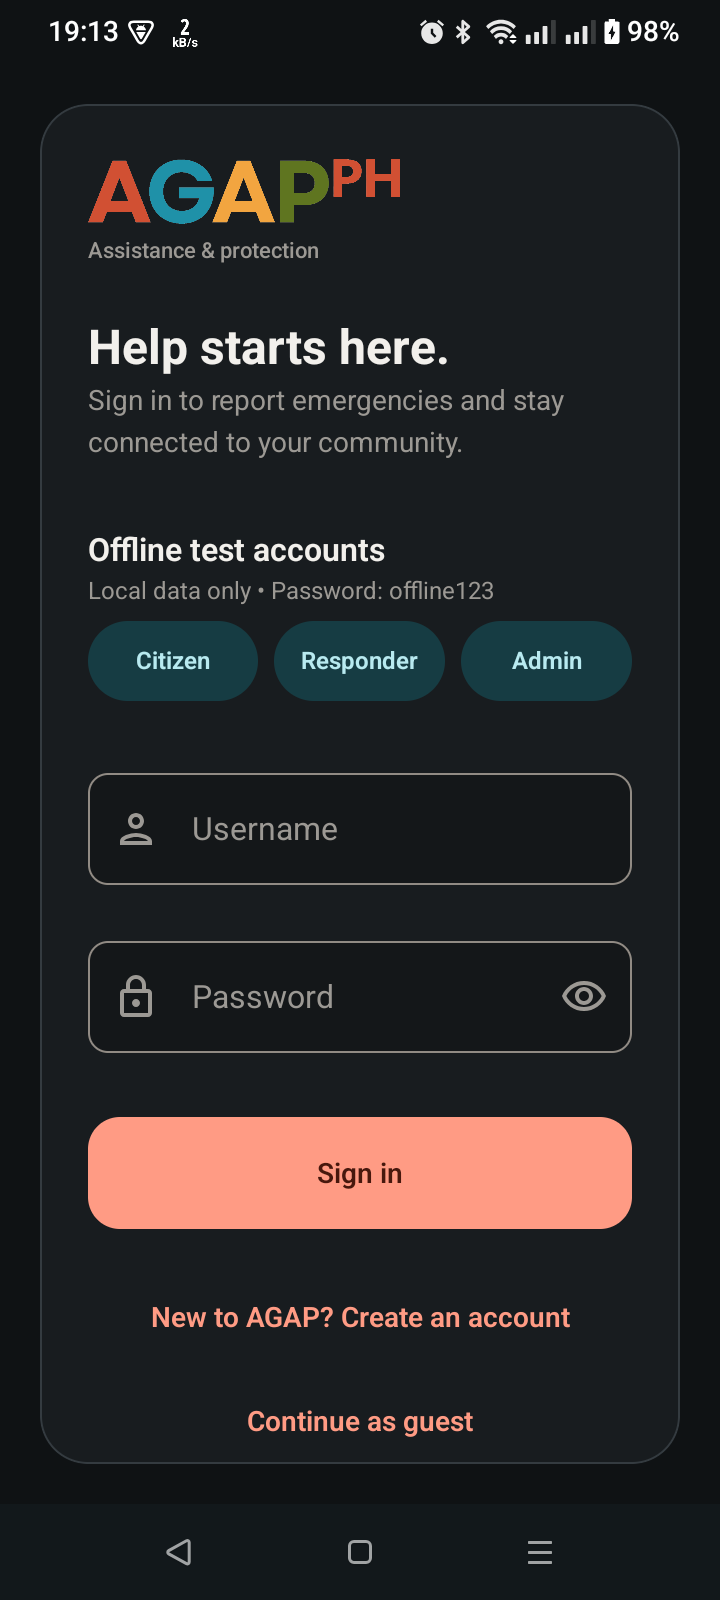 19:13
2
kB/s
98%
AGAPPH
Assistance & protection
Help starts here.
Sign in to report emergencies and stay
connected to your community.
Offline test accounts
Local data only • Password: offline123
Citizen
Responder
Admin
Username
Password
Sign in
New to AGAP? Create an account
Continue as guest